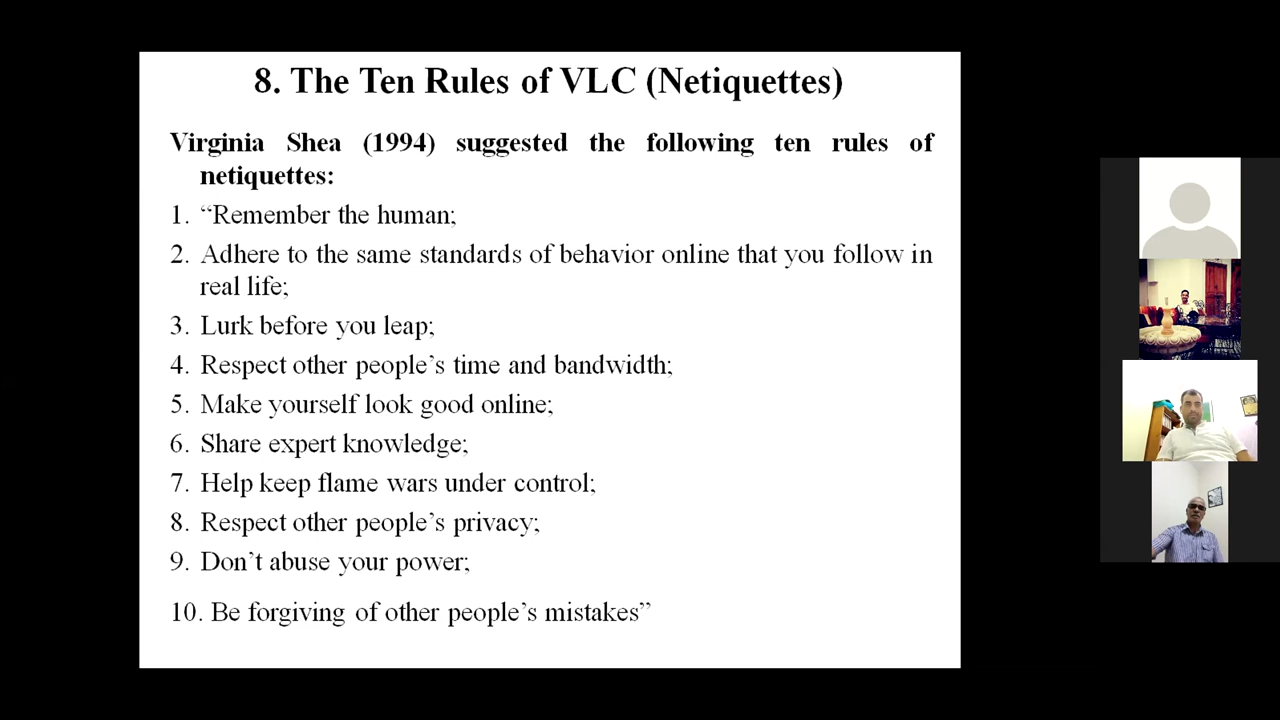 8. The Ten Rules of VLC (Netiquettes)
Virginia Shea (1994) suggested the following ten rules of
netiquettes:
1. “Remember the human;
2. Adhere to the same standards of behavior online that you follow in
real life;
3. Lurk before you leap;
4. Respect other people’s time and bandwidth;
5. Make yourself look good online;
6. Share expert knowledge;
7. Help keep flame wars under control;
8. Respect other people’s privacy;
9. Don’t abuse your power;
10. Be forgiving of other people’s mistakes”